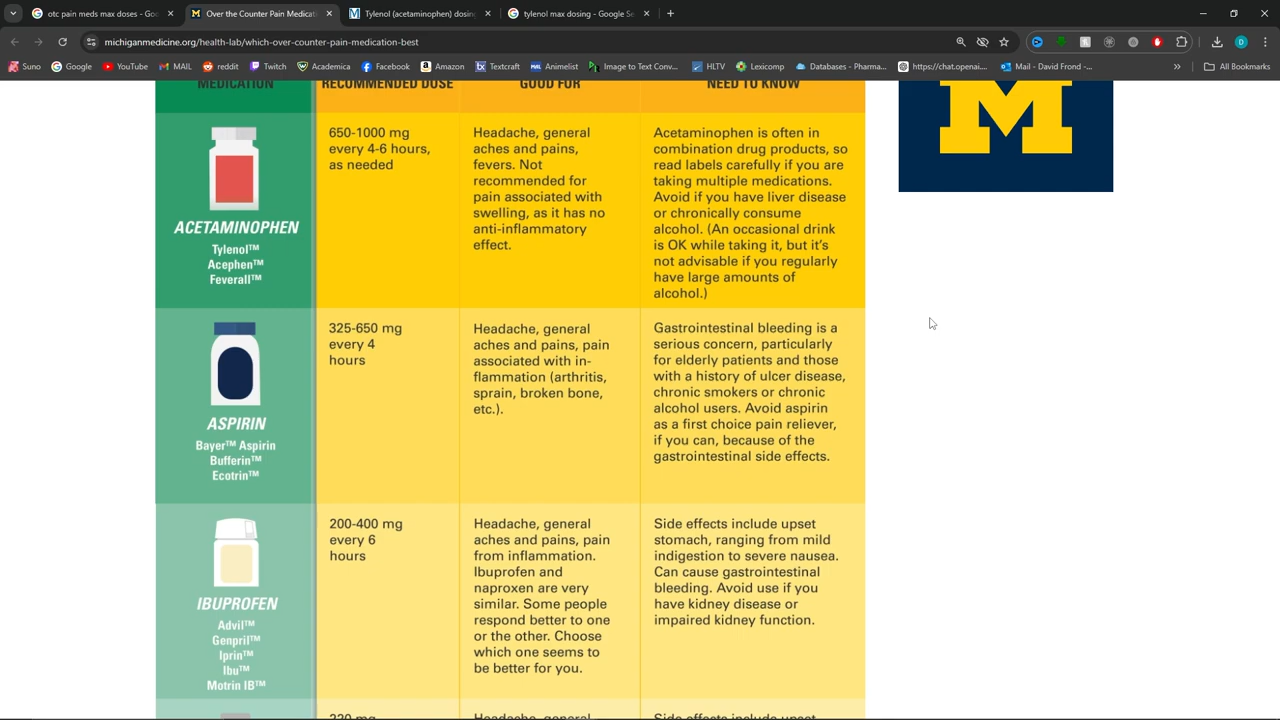 otc pain meds max doses - Goo
Over the Counter Pain Medicati
Tylenol (acetaminophen) dosing
tylenol max dosing - Google Se
michiganmedicine.org/health-lab/which-over-counter-pain-medication-best
Suno
Google
YouTube
MAIL
reddit
Twitch
Academica
Facebook
Amazon
Textcraft
Animelist
Image to Text Conv...
HLTV
Lexicomp
Databases - Pharma...
https://chat.openai....
Mail - David Frond -...
All Bookmarks
MEDICATION
RECOMMENDED DOSE
GOOD FOR
NEED TO KNOW
ACETAMINOPHEN
Tylenol™
Acephen™
Feverall™
650-1000 mg
every 4-6 hours,
as needed
Headache, general
aches and pains,
fevers. Not
recommended for
pain associated with
swelling, as it has no
anti-inflammatory
effect.
Acetaminophen is often in
combination drug products, so
read labels carefully if you are
taking multiple medications.
Avoid if you have liver disease
or chronically consume
alcohol. (An occasional drink
is OK while taking it, but it's
not advisable if you regularly
have large amounts of
alcohol.)
ASPIRIN
Bayer™ Aspirin
Bufferin™
Ecotrin™
325-650 mg
every 4
hours
Headache, general
aches and pains, pain
associated with in-
flammation (arthritis,
sprain, broken bone,
etc.).
Gastrointestinal bleeding is a
serious concern, particularly
for elderly patients and those
with a history of ulcer disease,
chronic smokers or chronic
alcohol users. Avoid aspirin
as a first choice pain reliever,
if you can, because of the
gastrointestinal side effects.
IBUPROFEN
Advil™
Genpril™
Iprin™
Ibu™
Motrin IB™
200-400 mg
every 6
hours
Headache, general
aches and pains, pain
from inflammation.
Ibuprofen and
naproxen are very
similar. Some people
respond better to one
or the other. Choose
which one seems to
be better for you.
Side effects include upset
stomach, ranging from mild
indigestion to severe nausea.
Can cause gastrointestinal
bleeding. Avoid use if you
have kidney disease or
impaired kidney function.
220 mg
Headache, general
Side effects include upset
M